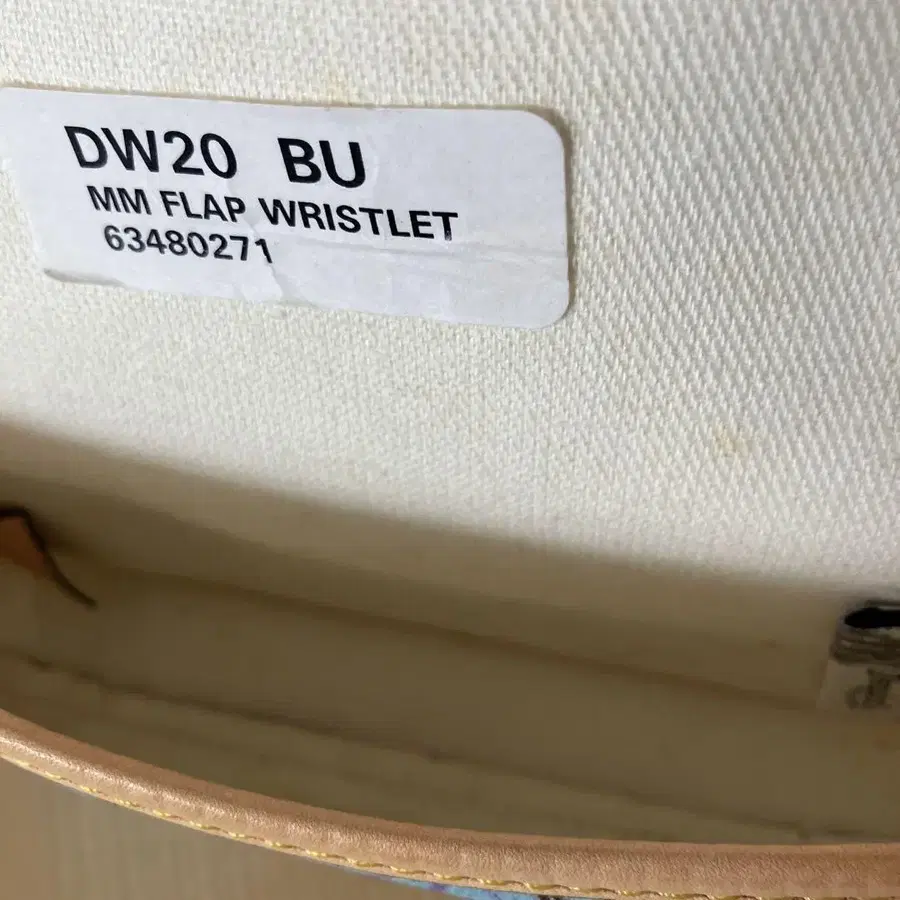 DW20 BU
MM FLAP WRISTLET
63480271